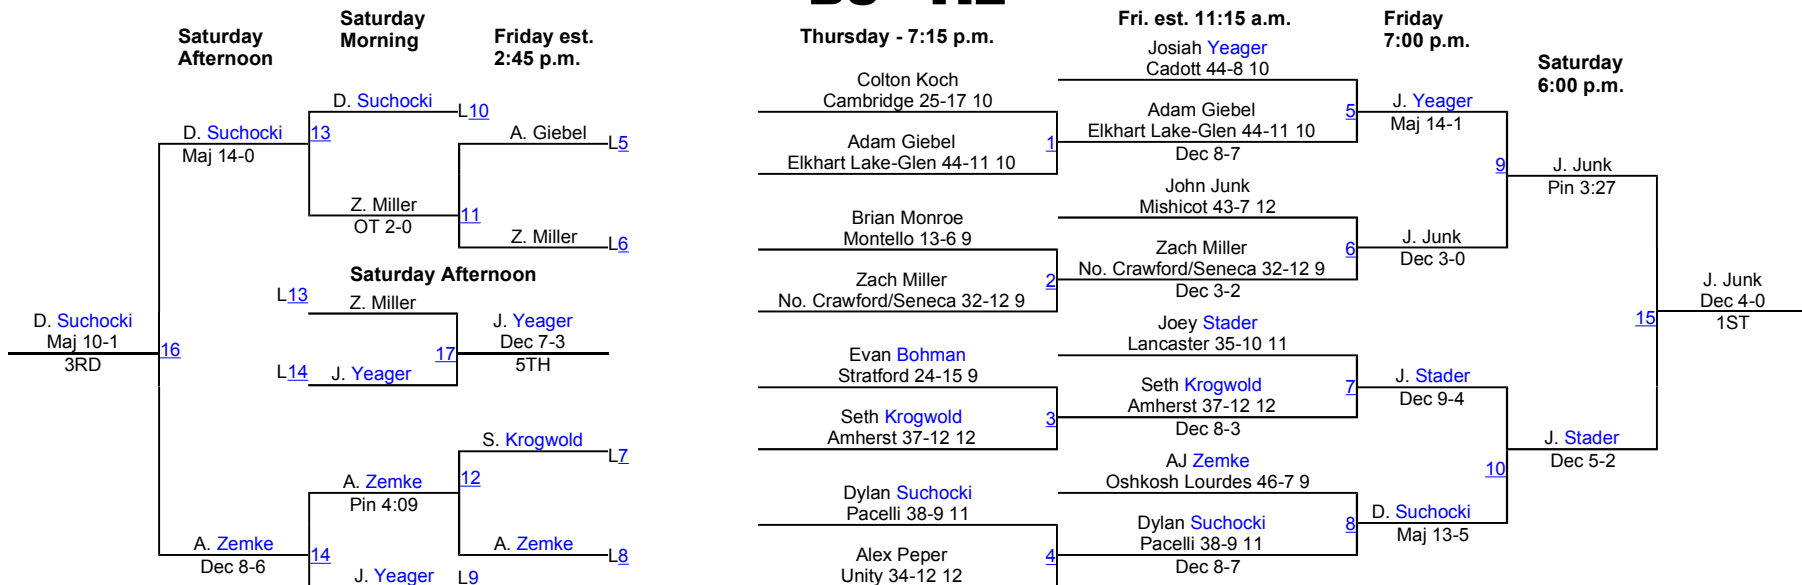 Saturday
Afternoon
Saturday
Morning
Friday est.
2:45 p.m.
D. Suchocki
L10
D. Suchocki
13
Maj 14-0
A. Giebel
L5
Z. Miller
11
OT 2-0
Z. Miller
L6
Saturday Afternoon
L13
Z. Miller
D. Suchocki
Maj 10-1
3RD
16
J. Yeager
Dec 7-3
5TH
17
L14
J. Yeager
S. Krogwold
L7
A. Zemke
12
Pin 4:09
A. Zemke
L8
A. Zemke
14
Dec 8-6
J. Yeager
L9
Thursday - 7:15 p.m.
Fri. est. 11:15 a.m.
Friday
7:00 p.m.
Saturday
6:00 p.m.
Colton Koch
Cambridge 25-17 10
Adam Giebel
Elkhart Lake-Glen 44-11 10
1
Brian Monroe
Montello 13-6 9
Zach Miller
No. Crawford/Seneca 32-12 9
2
Evan Bohman
Stratford 24-15 9
Seth Krogwold
Amherst 37-12 12
3
Dylan Suchocki
Pacelli 38-9 11
Alex Peper
Unity 34-12 12
4
Josiah Yeager
Cadott 44-8 10
Adam Giebel
Elkhart Lake-Glen 44-11 10
Dec 8-7
5
John Junk
Mishicot 43-7 12
Zach Miller
No. Crawford/Seneca 32-12 9
Dec 3-2
6
Joey Stader
Lancaster 35-10 11
Seth Krogwold
Amherst 37-12 12
Dec 8-3
7
AJ Zemke
Oshkosh Lourdes 46-7 9
Dylan Suchocki
Pacelli 38-9 11
Dec 8-7
8
J. Yeager
Maj 14-1
9
J. Junk
Dec 3-0
J. Stader
Dec 9-4
10
D. Suchocki
Maj 13-5
J. Junk
Pin 3:27
J. Stader
Dec 5-2
15
J. Junk
Dec 4-0
1ST